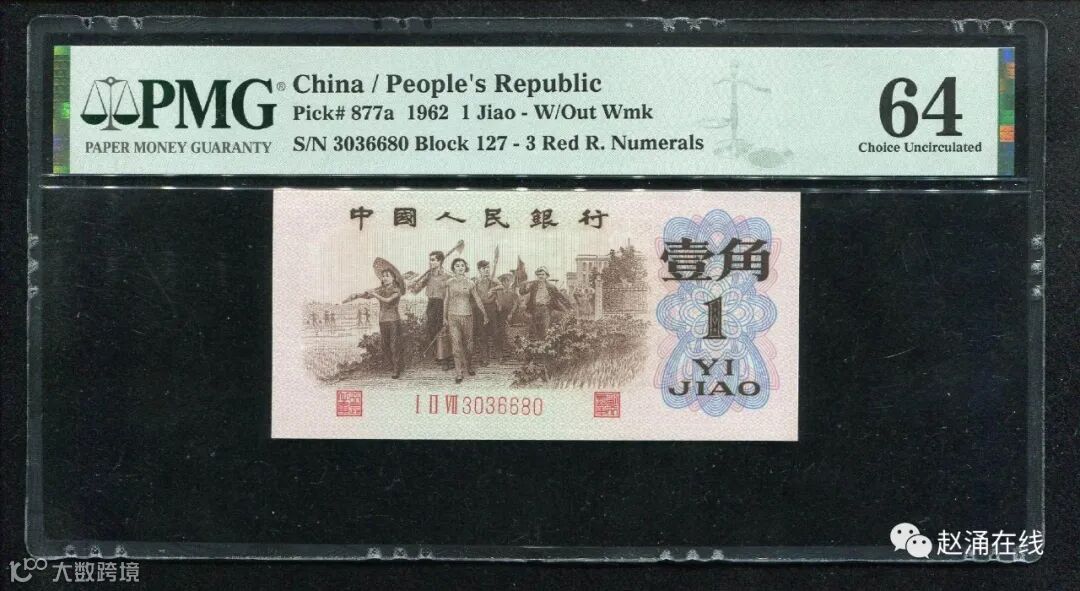 PMG®
PAPER MONEY GUARANTY
China / People's Republic
Pick# 877a 1962 1 Jiao - W/Out Wmk
S/N 3036680 Block 127 - 3 Red R. Numerals
64
Choice Uncirculated
中國人民銀行
壹角
1
YI
JIAO
I II VII 3036680
赵涌在线
大数跨境